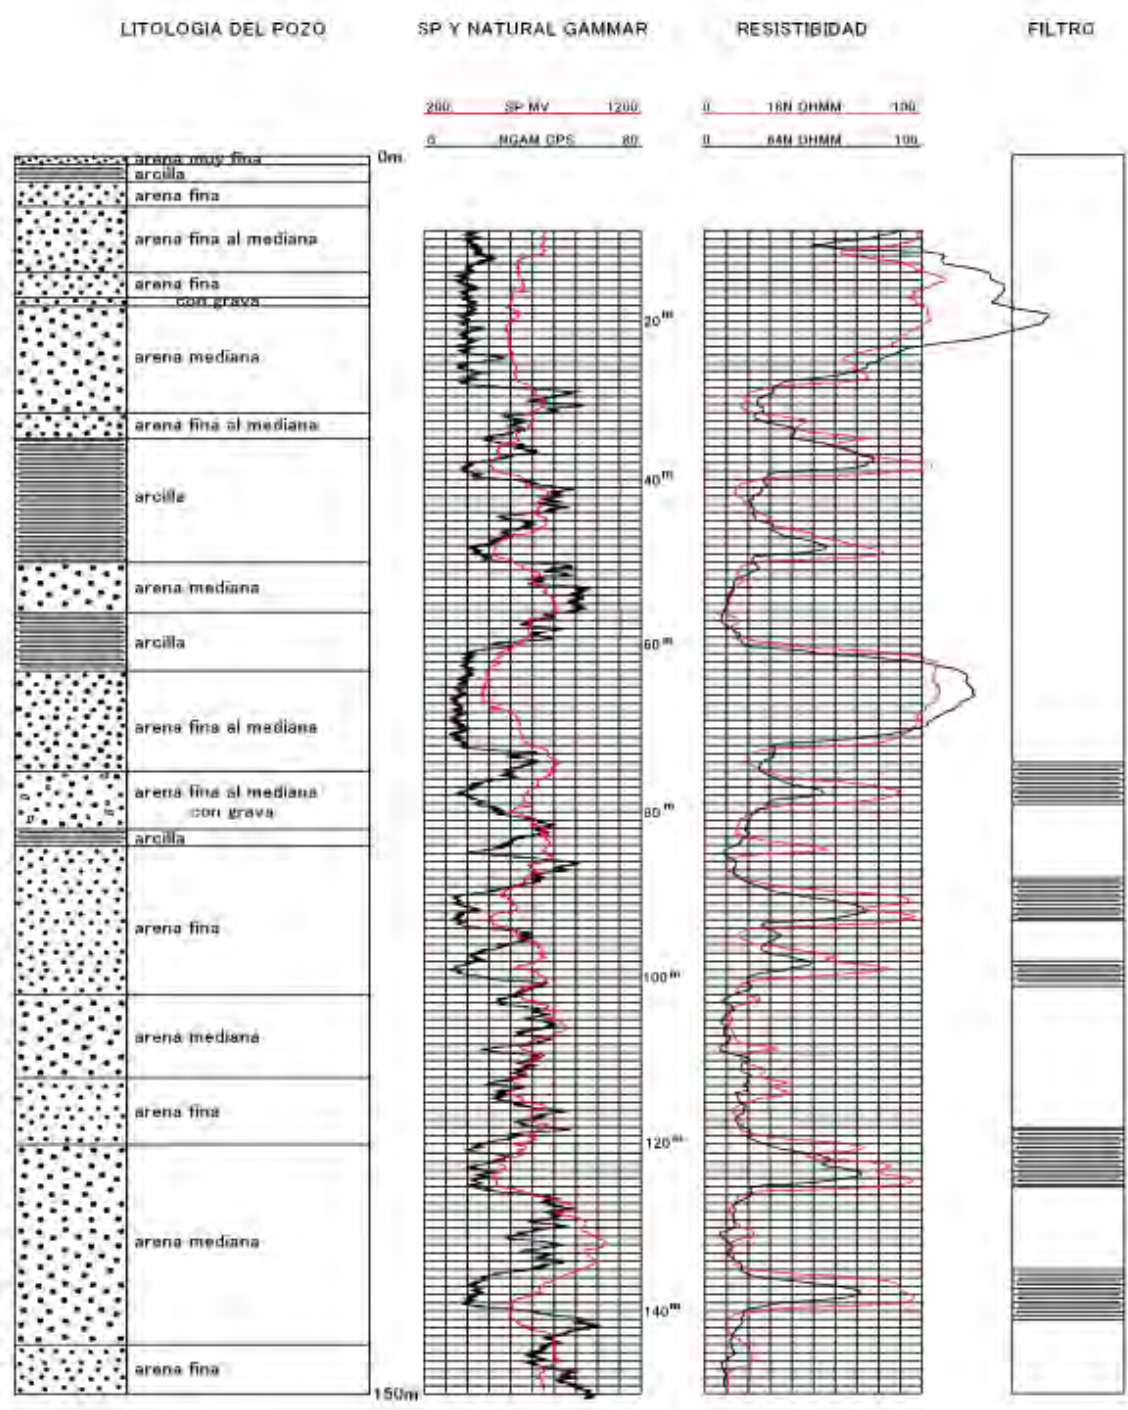 LITOLOGIA DEL POZO
SP Y NATURAL GAMMAR
RESISTIBIDAD
FILTRO
200 SP MV 1200
0 NGAM CPS 80
0 16N OHMM 100
0 64N OHMM 100
0m
arena muy fina
arcilla
arena fina
arena fina al mediana
arena fina
con grava
20m
arena mediana
arena fina al mediana
40m
arcilla
arena mediana
60m
arcilla
arena fina al mediana
arena fina al mediana
con grava
80m
arcilla
arena fina
100m
arena mediana
arena fina
120m
arena mediana
140m
arena fina
150m